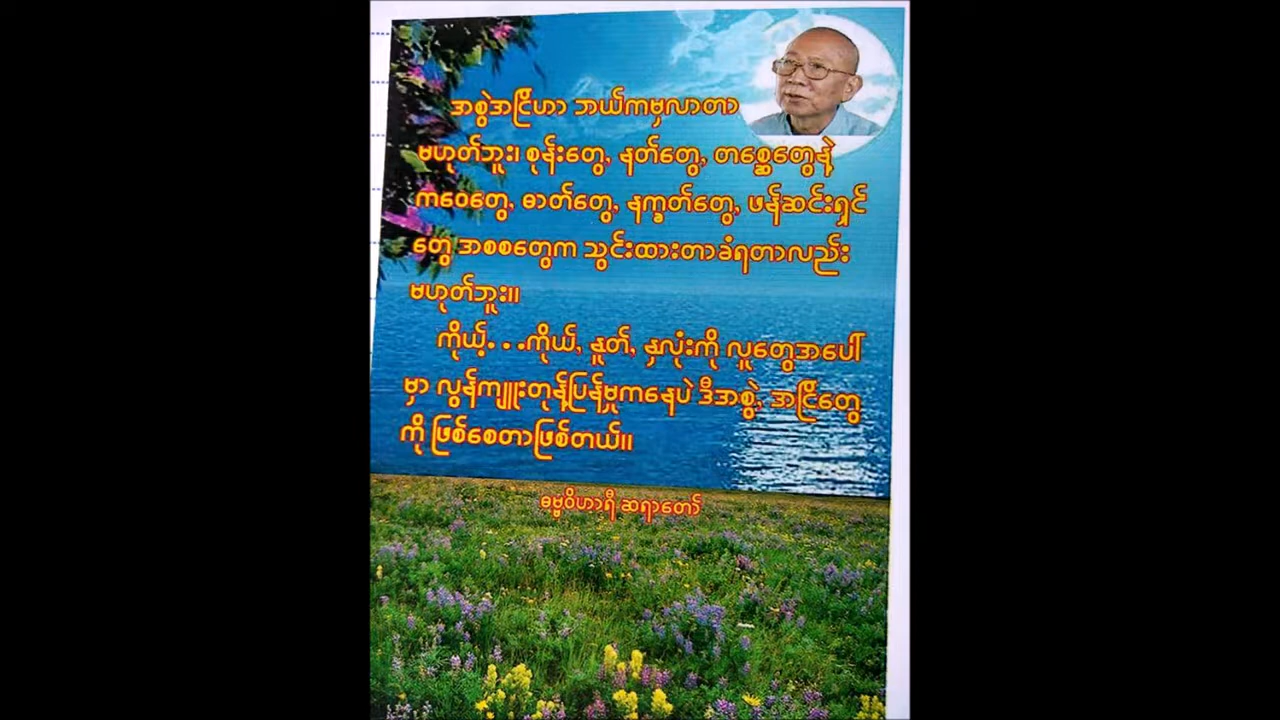 အစွဲအငြိဟာ ဘယ်ကမှလာတာ
မဟုတ်ဘူး၊ စုန်းတွေ, နတ်တွေ, တစ္ဆေတွေနဲ့
ကဝေတွေ, ဓာတ်တွေ, နက္ခတ်တွေ, ဖန်ဆင်းရှင်
တွေ အစစတွေက သွင်းထားတာခံရတာလည်း
မဟုတ်ဘူး။
ကိုယ့်. . .ကိုယ်, နှုတ်, နှလုံးကို လူတွေအပေါ်
မှာ လွန်ကျူးတုန့်ပြန်မှုကနေပဲ ဒီအစွဲ, အငြိတွေ
ကို ဖြစ်စေတာဖြစ်တယ်။
ဓမ္မဝိဟာရီ ဆရာတော်